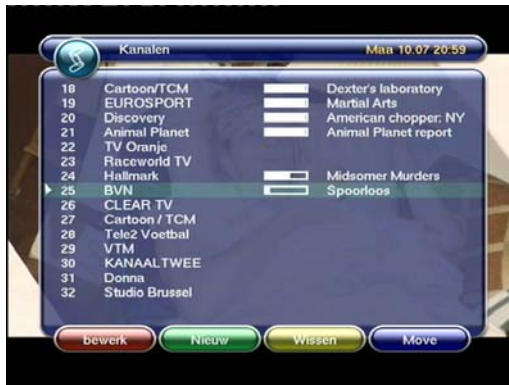 Kanalen Maa 10.07 20:59
18 Cartoon/TCM Dexter's laboratory
19 EUROSPORT Martial Arts
20 Discovery American chopper: NY
21 Animal Planet Animal Planet report
22 TV Oranje
23 Raceworld TV
24 Hallmark Midsomer Murders
25 BVN Spoorloos
26 CLEAR TV
27 Cartoon / TCM
28 Tele2 Voetbal
29 VTM
30 KANAALTWEE
31 Donna
32 Studio Brussel
bewerk Nieuw Wissen Move